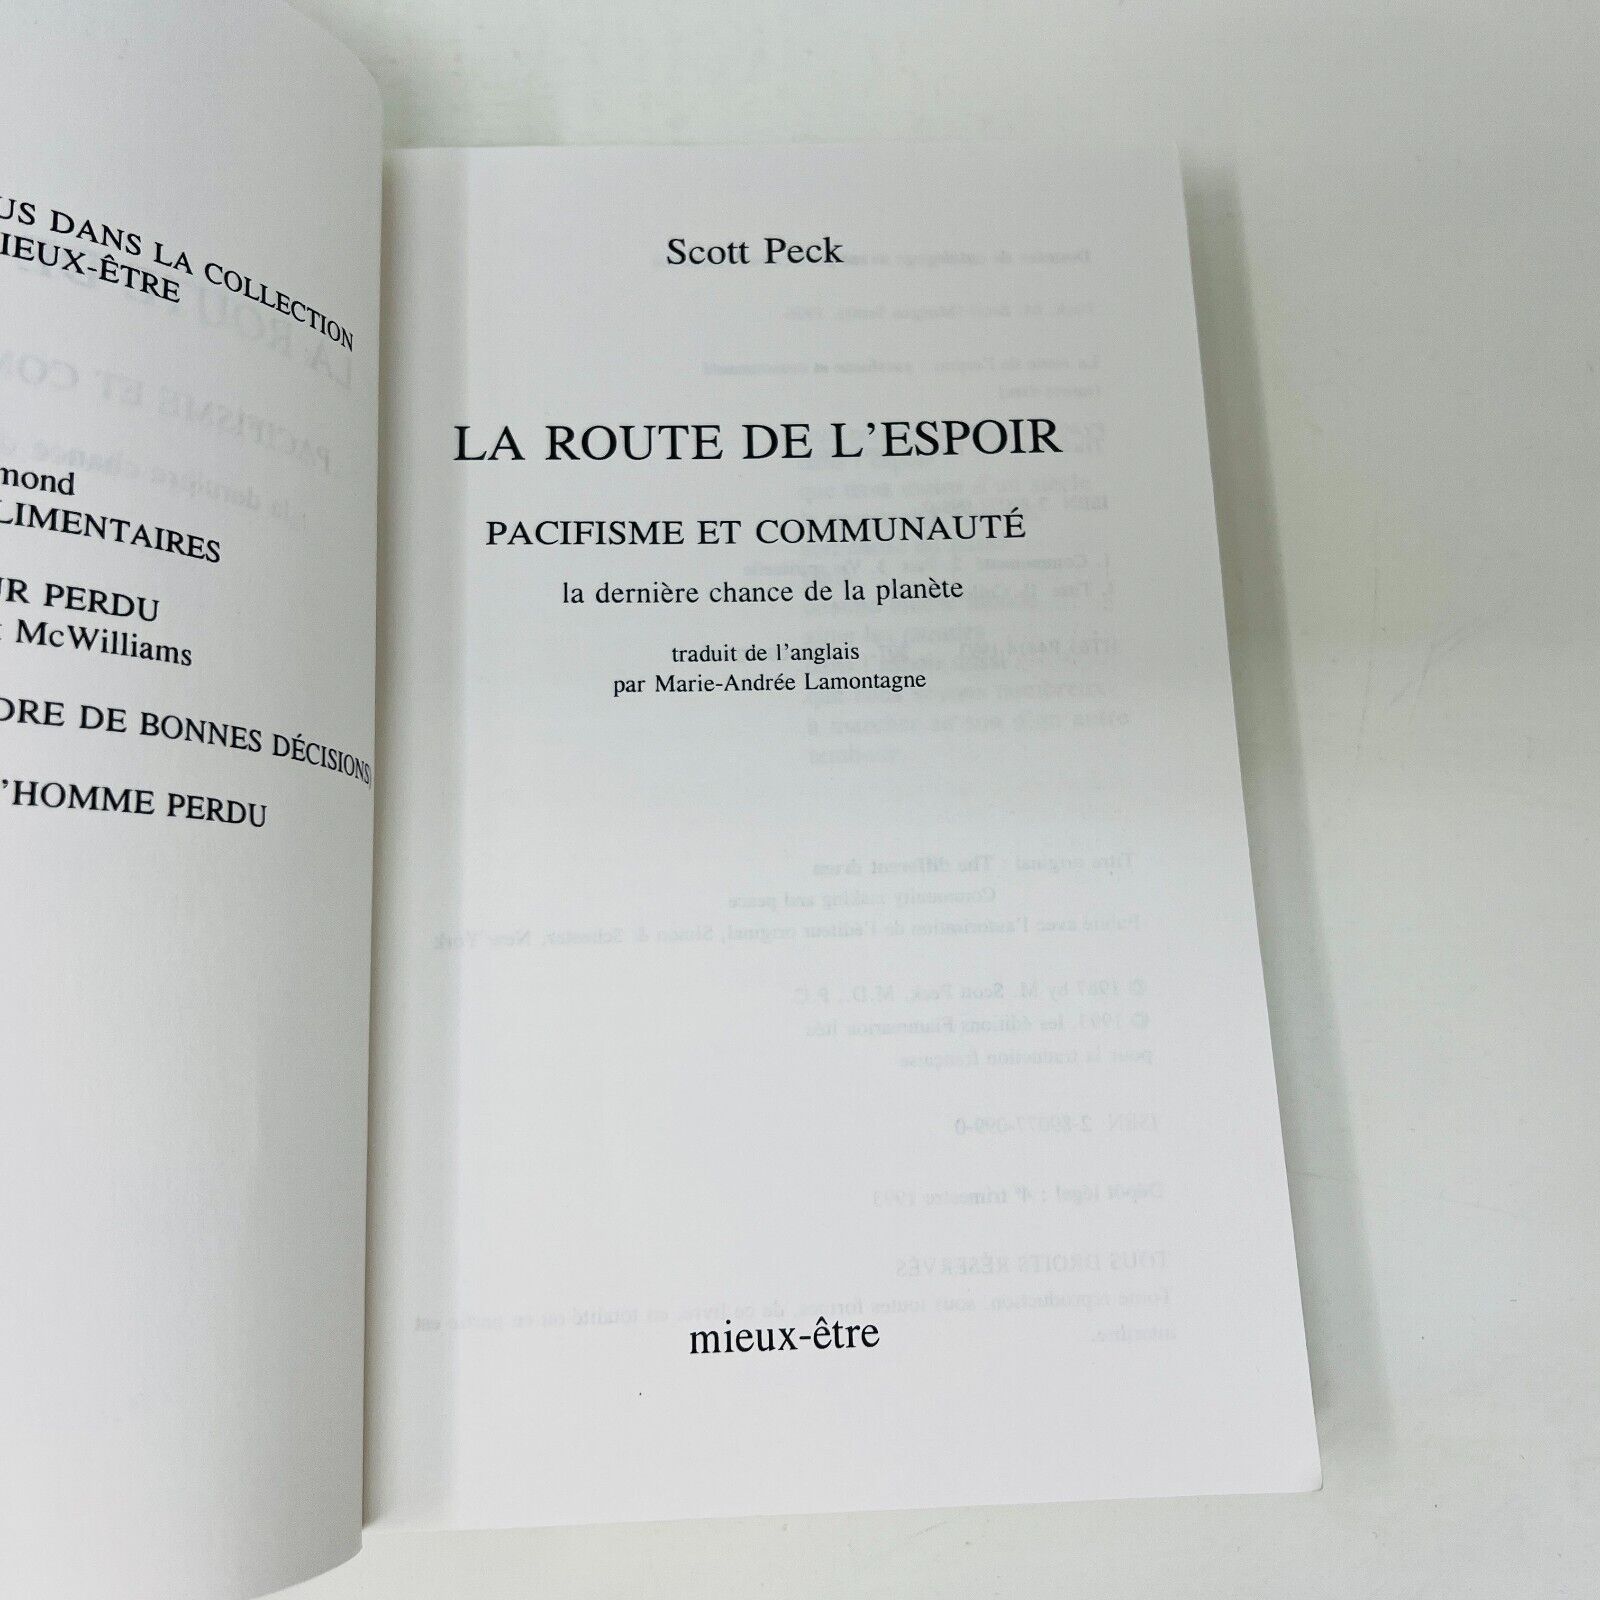 US DANS LA COLLECTION
IEUX-ÊTRE
mond
LIMENTAIRES
UR PERDU
McWilliams
DRE DE BONNES DÉCISIONS
'HOMME PERDU
Scott Peck
LA ROUTE DE L'ESPOIR
PACIFISME ET COMMUNAUTÉ
la dernière chance de la planète
traduit de l'anglais
par Marie-Andrée Lamontagne
mieux-être